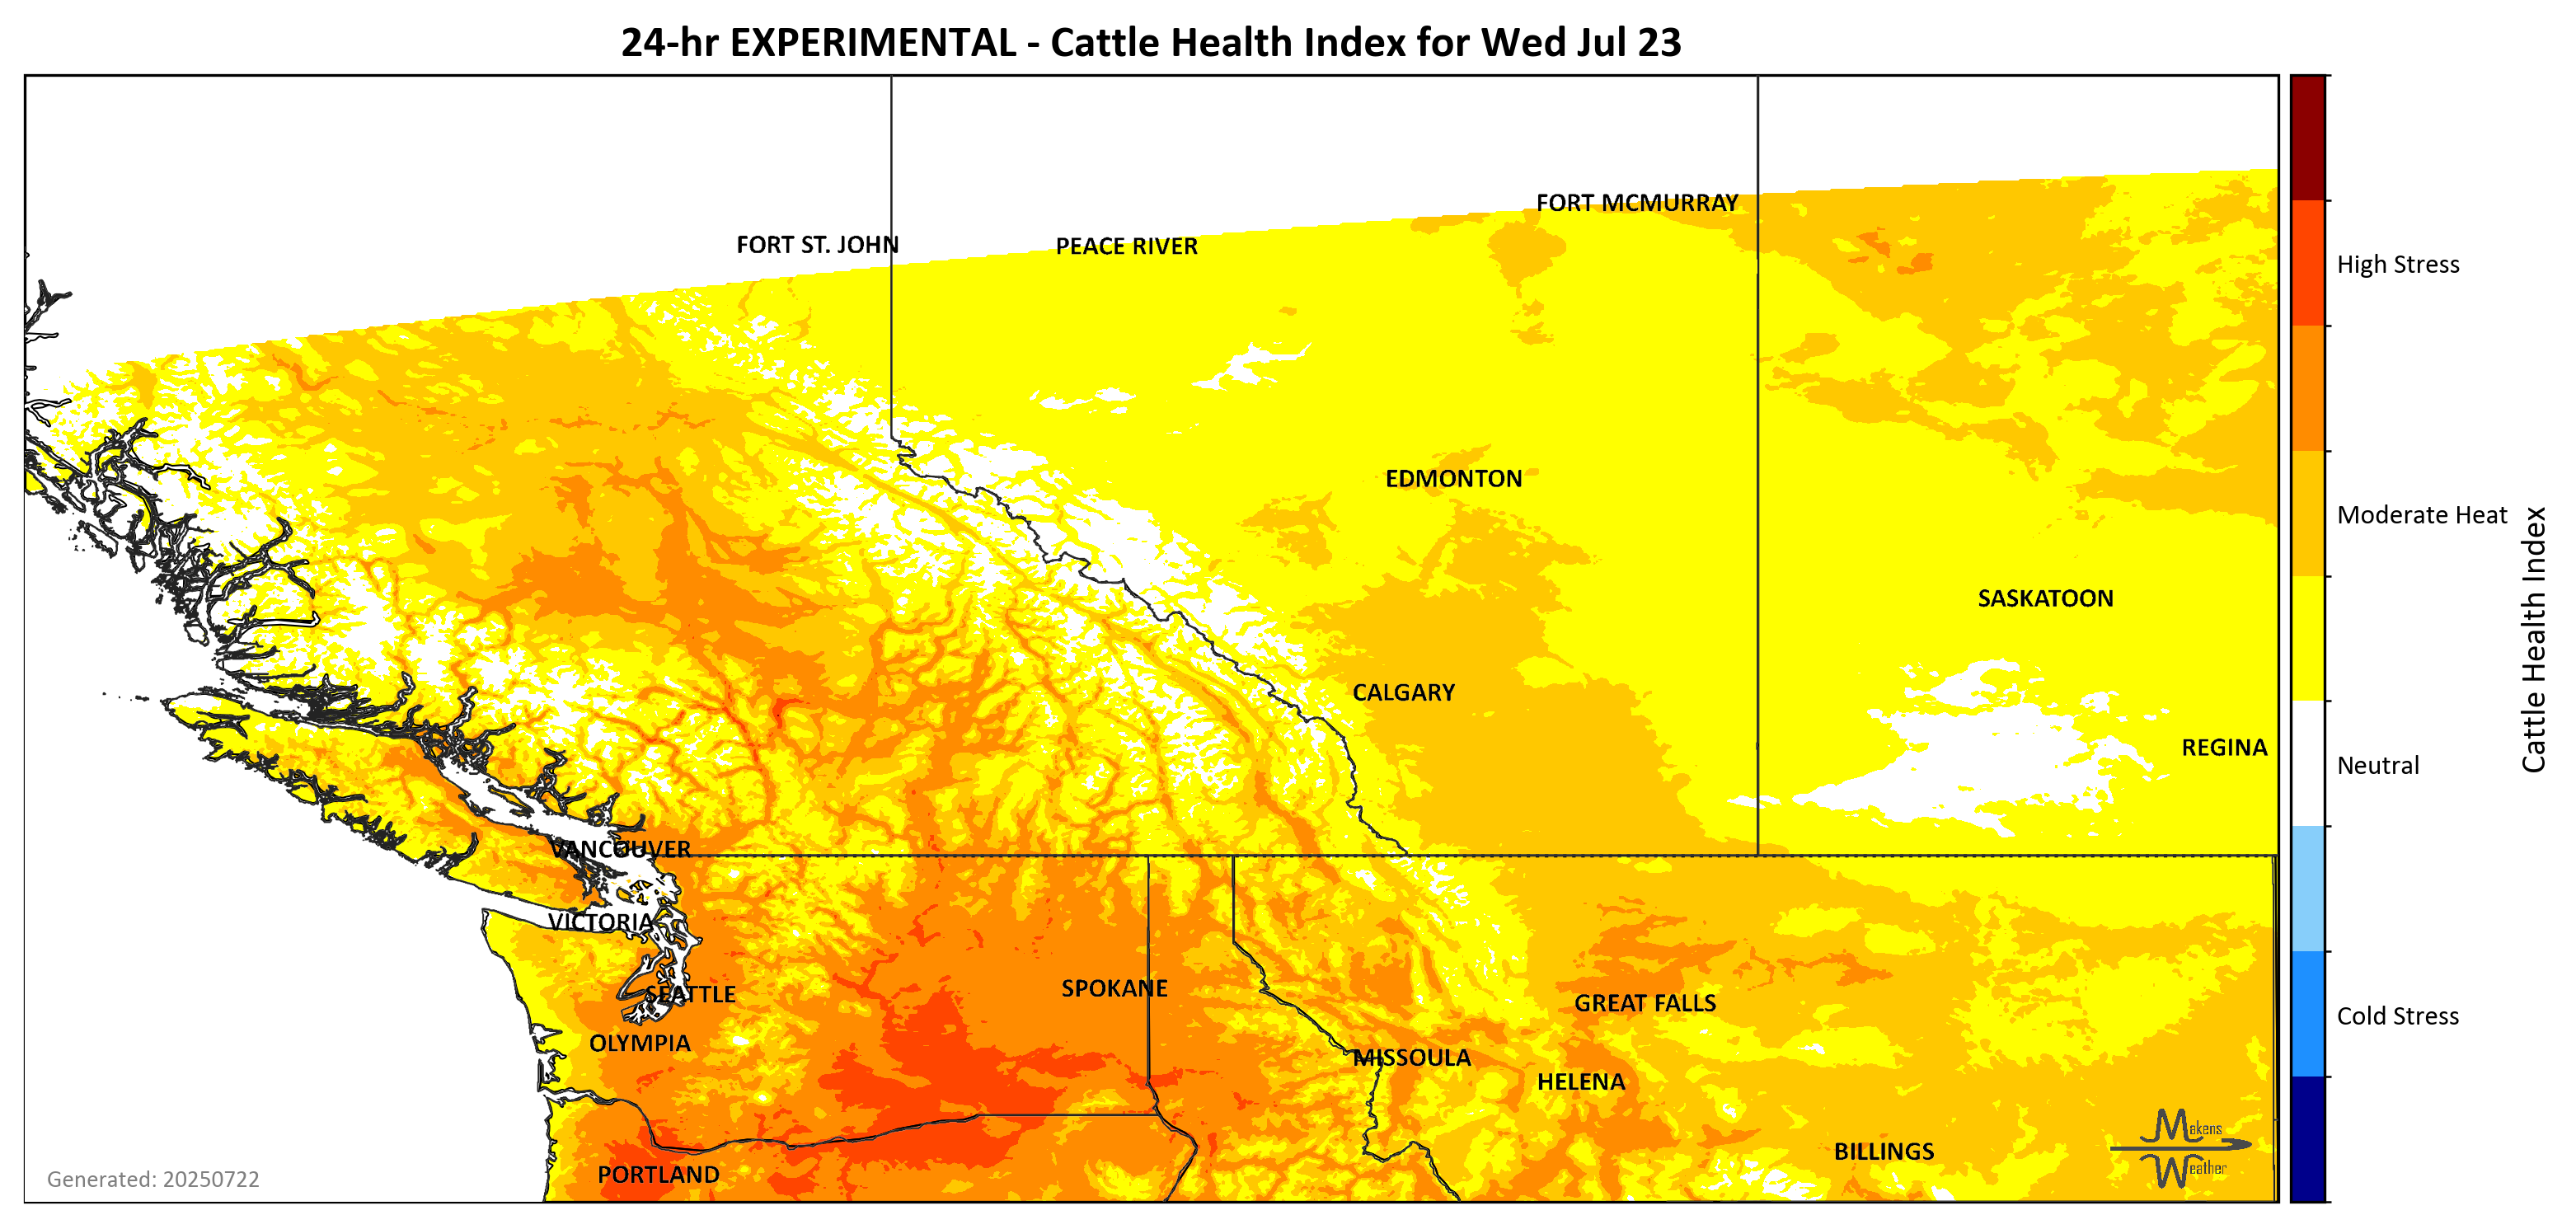 24-hr EXPERIMENTAL - Cattle Health Index for Wed Jul 23
FORT MCMURRAY
FORT ST. JOHN
PEACE RIVER
High Stress
EDMONTON
Moderate Heat
SASKATOON
CALGARY
REGINA
Neutral
Cattle Health Index
VANCOUVER
VICTORIA
SEATTLE
SPOKANE
GREAT FALLS
Cold Stress
OLYMPIA
MISSOULA
HELENA
Makens
Weather
BILLINGS
PORTLAND
Generated: 20250722